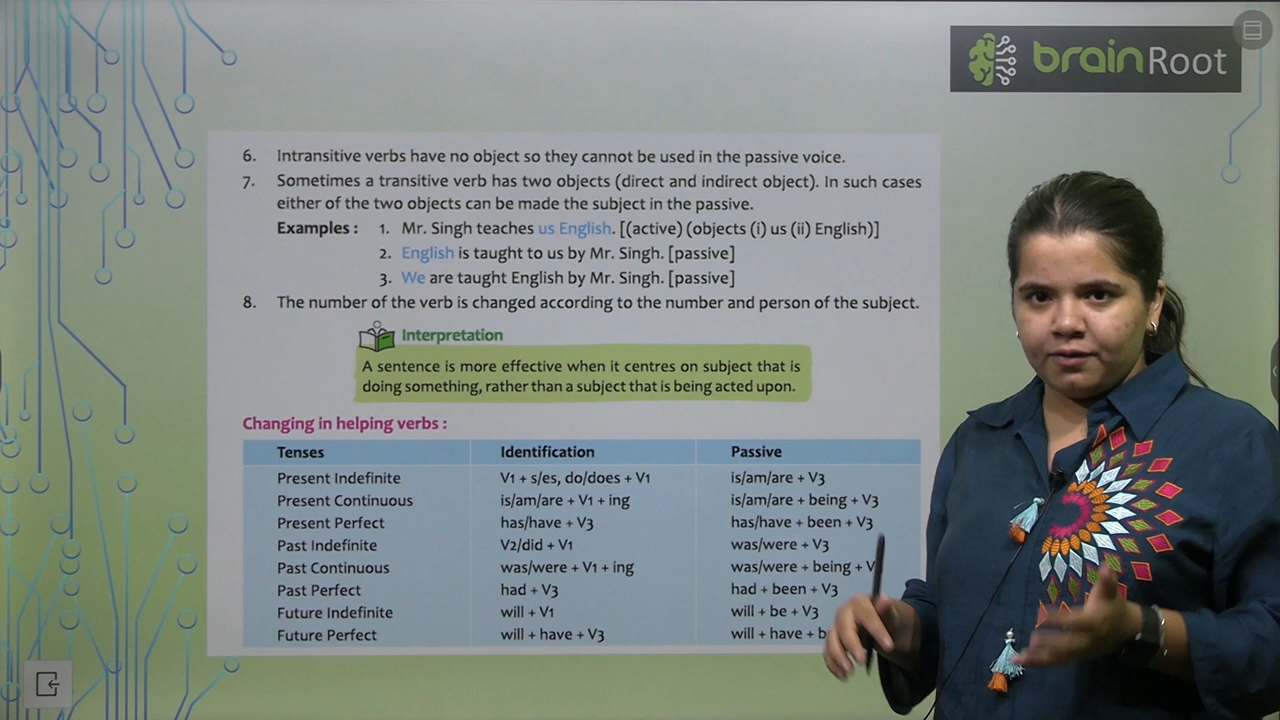 brainRoot
6. Intransitive verbs have no object so they cannot be used in the passive voice.
7. Sometimes a transitive verb has two objects (direct and indirect object). In such cases
either of the two objects can be made the subject in the passive.
Examples : 1. Mr. Singh teaches us English. [(active) (objects (i) us (ii) English)]
2. English is taught to us by Mr. Singh. [passive]
3. We are taught English by Mr. Singh. [passive]
8. The number of the verb is changed according to the number and person of the subject.
Interpretation
A sentence is more effective when it centres on subject that is
doing something, rather than a subject that is being acted upon.
Changing in helping verbs :
Tenses Identification Passive
Present Indefinite V1 + s/es, do/does + V1 is/am/are + V3
Present Continuous is/am/are + V1 + ing is/am/are + being + V3
Present Perfect has/have + V3 has/have + been + V3
Past Indefinite V2/did + V1 was/were + V3
Past Continuous was/were + V1 + ing was/were + being +
Past Perfect had + V3 had + been + V3
Future Indefinite will + V1 will + be + V3
Future Perfect will + have + V3 will + have +